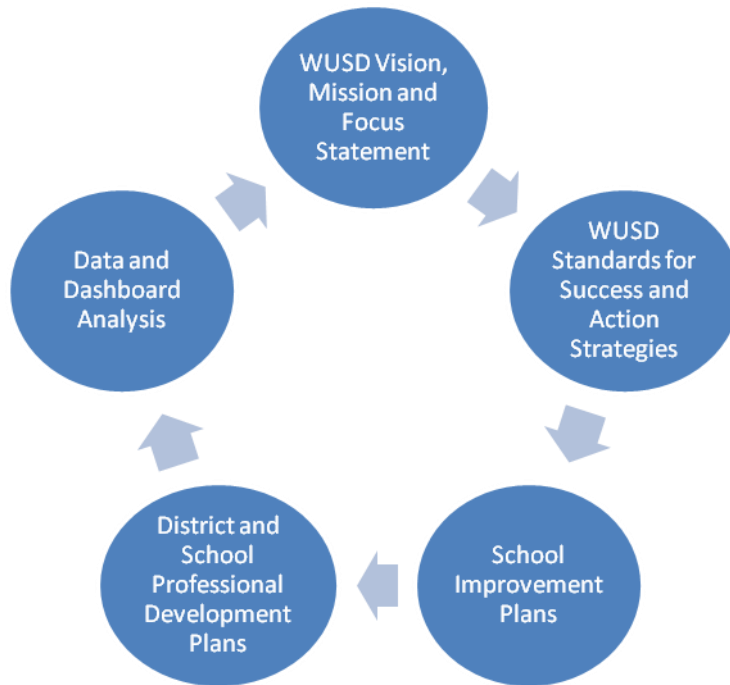 WUSD Vision,
Mission and
Focus
Statement
WUSD
Standards for
Success and
Action
Strategies
School
Improvement
Plans
District and
School
Professional
Development
Plans
Data and
Dashboard
Analysis